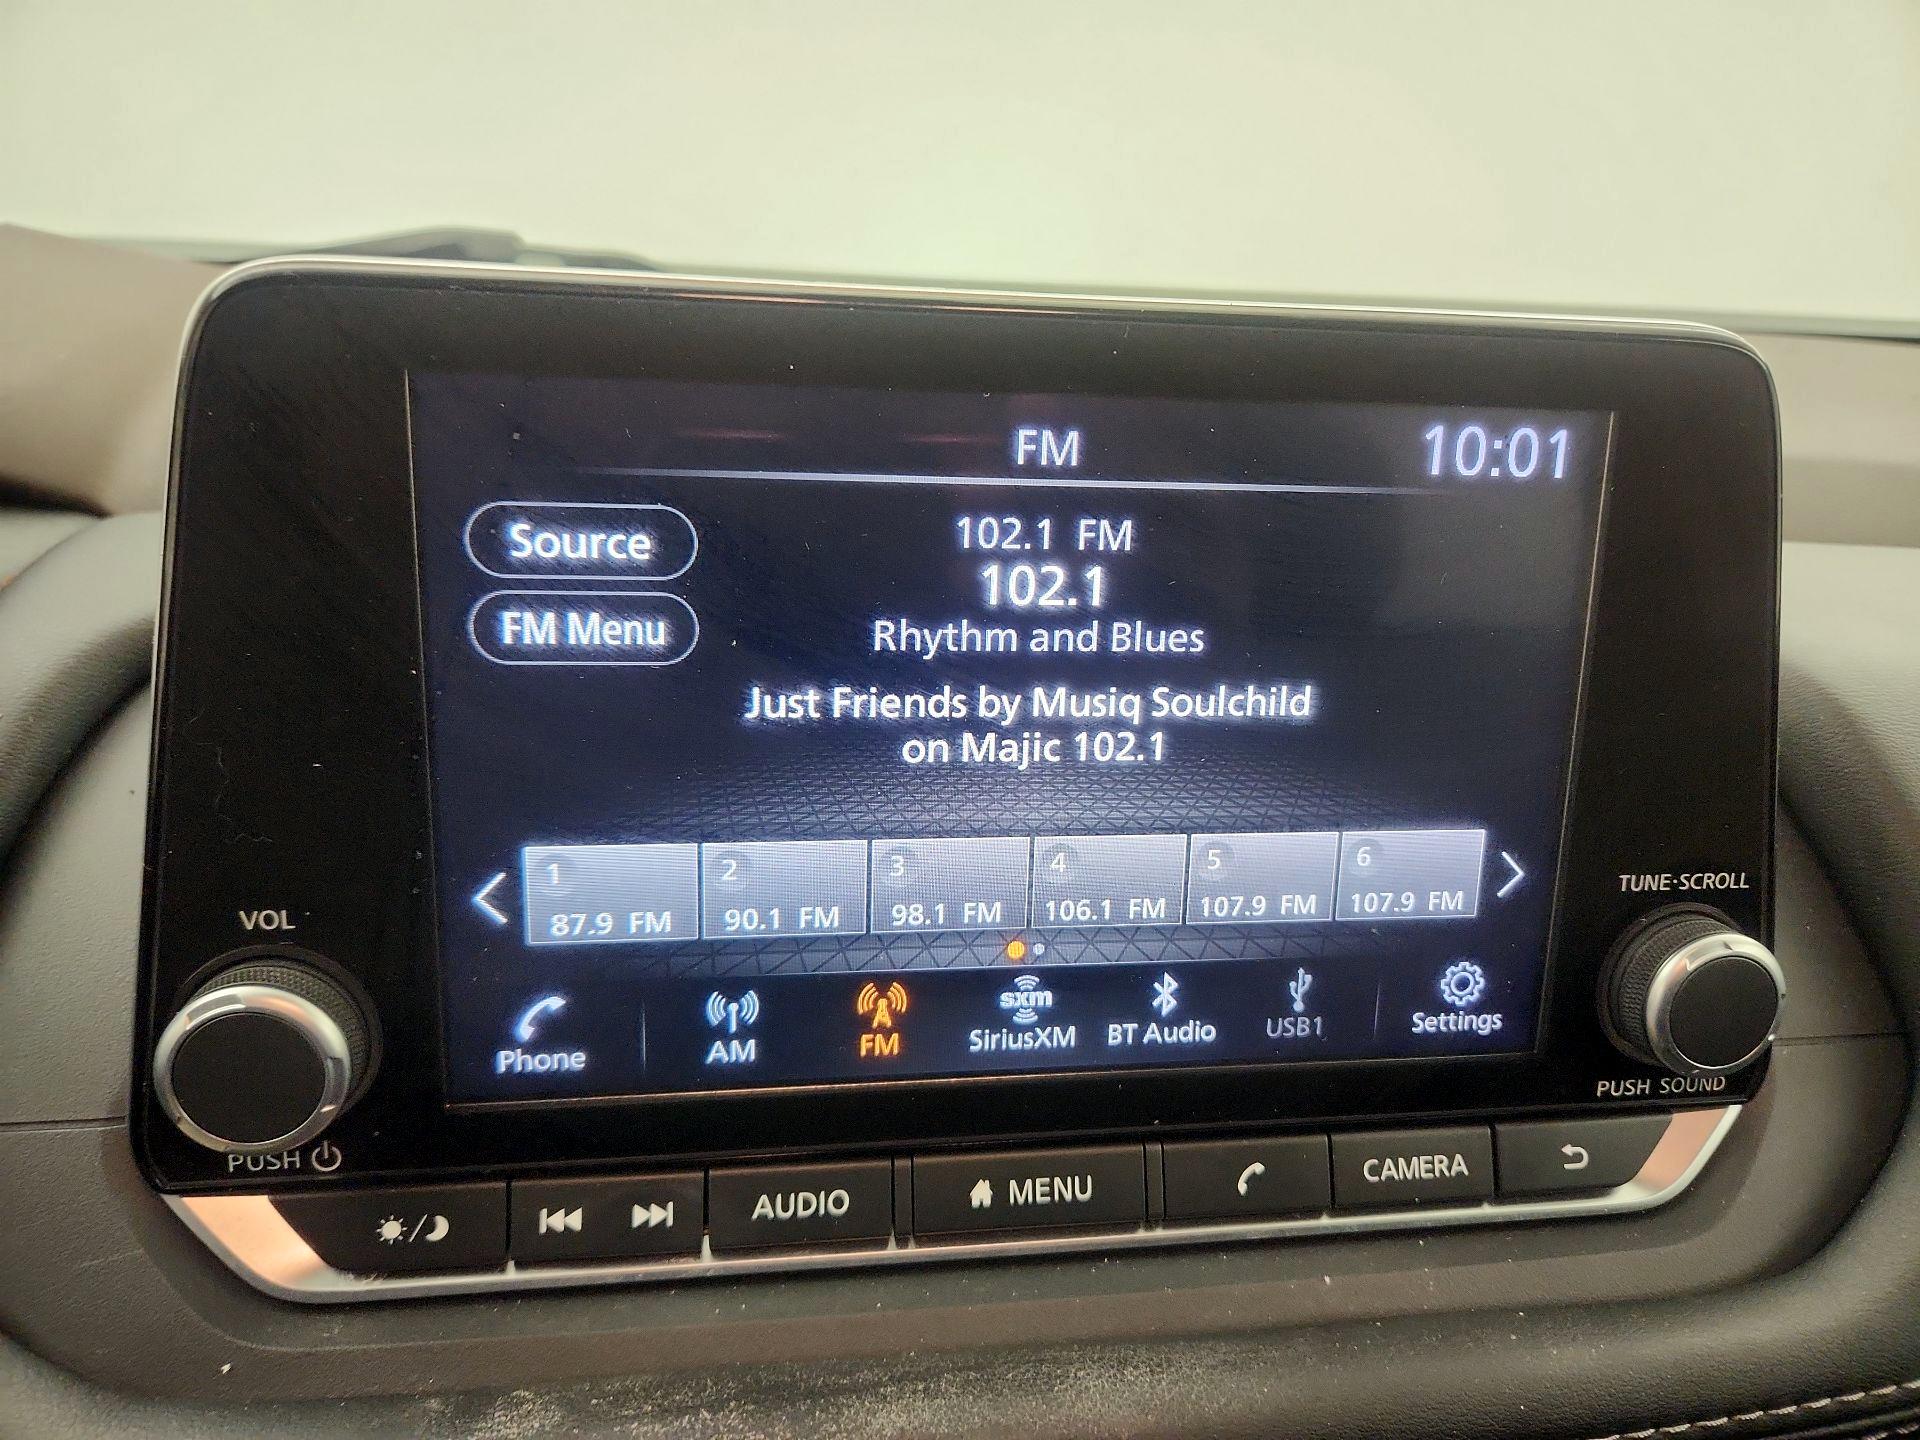 FM
10:01
Source
FM Menu
102.1 FM
102.1
Rhythm and Blues
Just Friends by Musiq Soulchild
on Majic 102.1
1
87.9 FM
2
90.1 FM
3
98.1 FM
4
106.1 FM
5
107.9 FM
6
107.9 FM
Phone
AM
FM
sxm
SiriusXM
BT Audio
USB1
Settings
VOL
PUSH
TUNE·SCROLL
PUSH SOUND
AUDIO
MENU
CAMERA